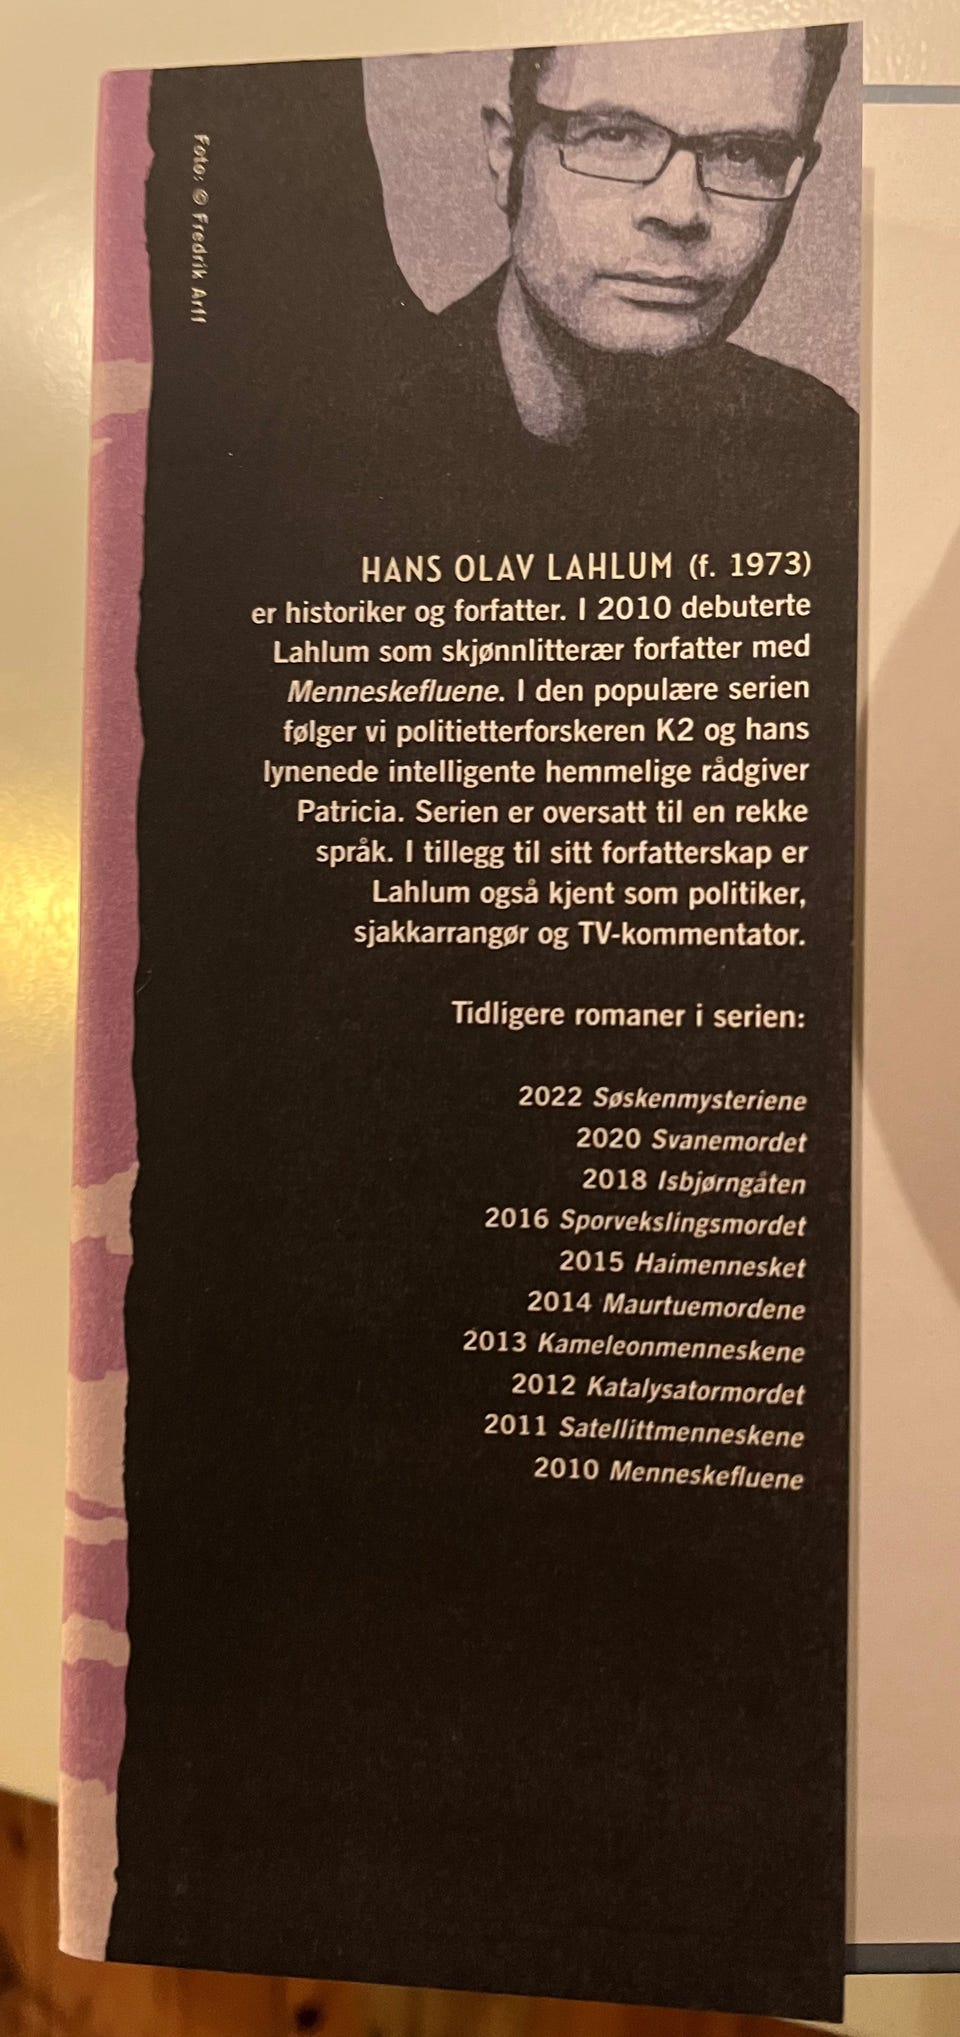 Foto: © Fredrik Arff
HANS OLAV LAHLUM (f. 1973)
er historiker og forfatter. I 2010 debuterte
Lahlum som skjønnlitterær forfatter med
Menneskefluene. I den populære serien
følger vi politietterforskeren K2 og hans
lynenede intelligente hemmelige rådgiver
Patricia. Serien er oversatt til en rekke
språk. I tillegg til sitt forfatterskap er
Lahlum også kjent som politiker,
sjakkarrangør og TV-kommentator.
Tidligere romaner i serien:
2022 Søskenmysteriene
2020 Svanemordet
2018 Isbjørngåten
2016 Sporvekslingsmordet
2015 Haimennesket
2014 Maurtuemordene
2013 Kameleonmenneskene
2012 Katalysatormordet
2011 Satellittmenneskene
2010 Menneskefluene